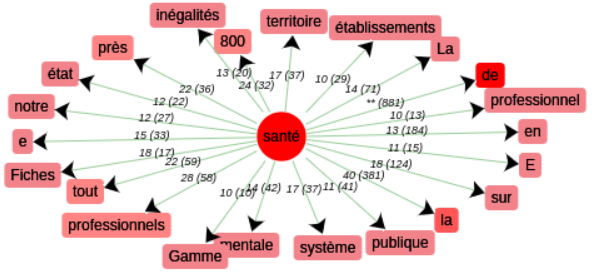 inégalités
800
territoire
établissements
La
près
de
état
professionnel
notre
en
e
santé
E
Fiches
tout
sur
professionnels
la
Gamme
mentale
système
publique
13 (20)
24 (32)
17 (37)
10 (29)
14 (71)
22 (36)
** (881)
12 (22)
10 (13)
12 (27)
13 (184)
15 (33)
11 (15)
18 (17)
22 (59)
18 (124)
28 (58)
40 (381)
10 (10)
14 (42)
17 (37)
11 (41)